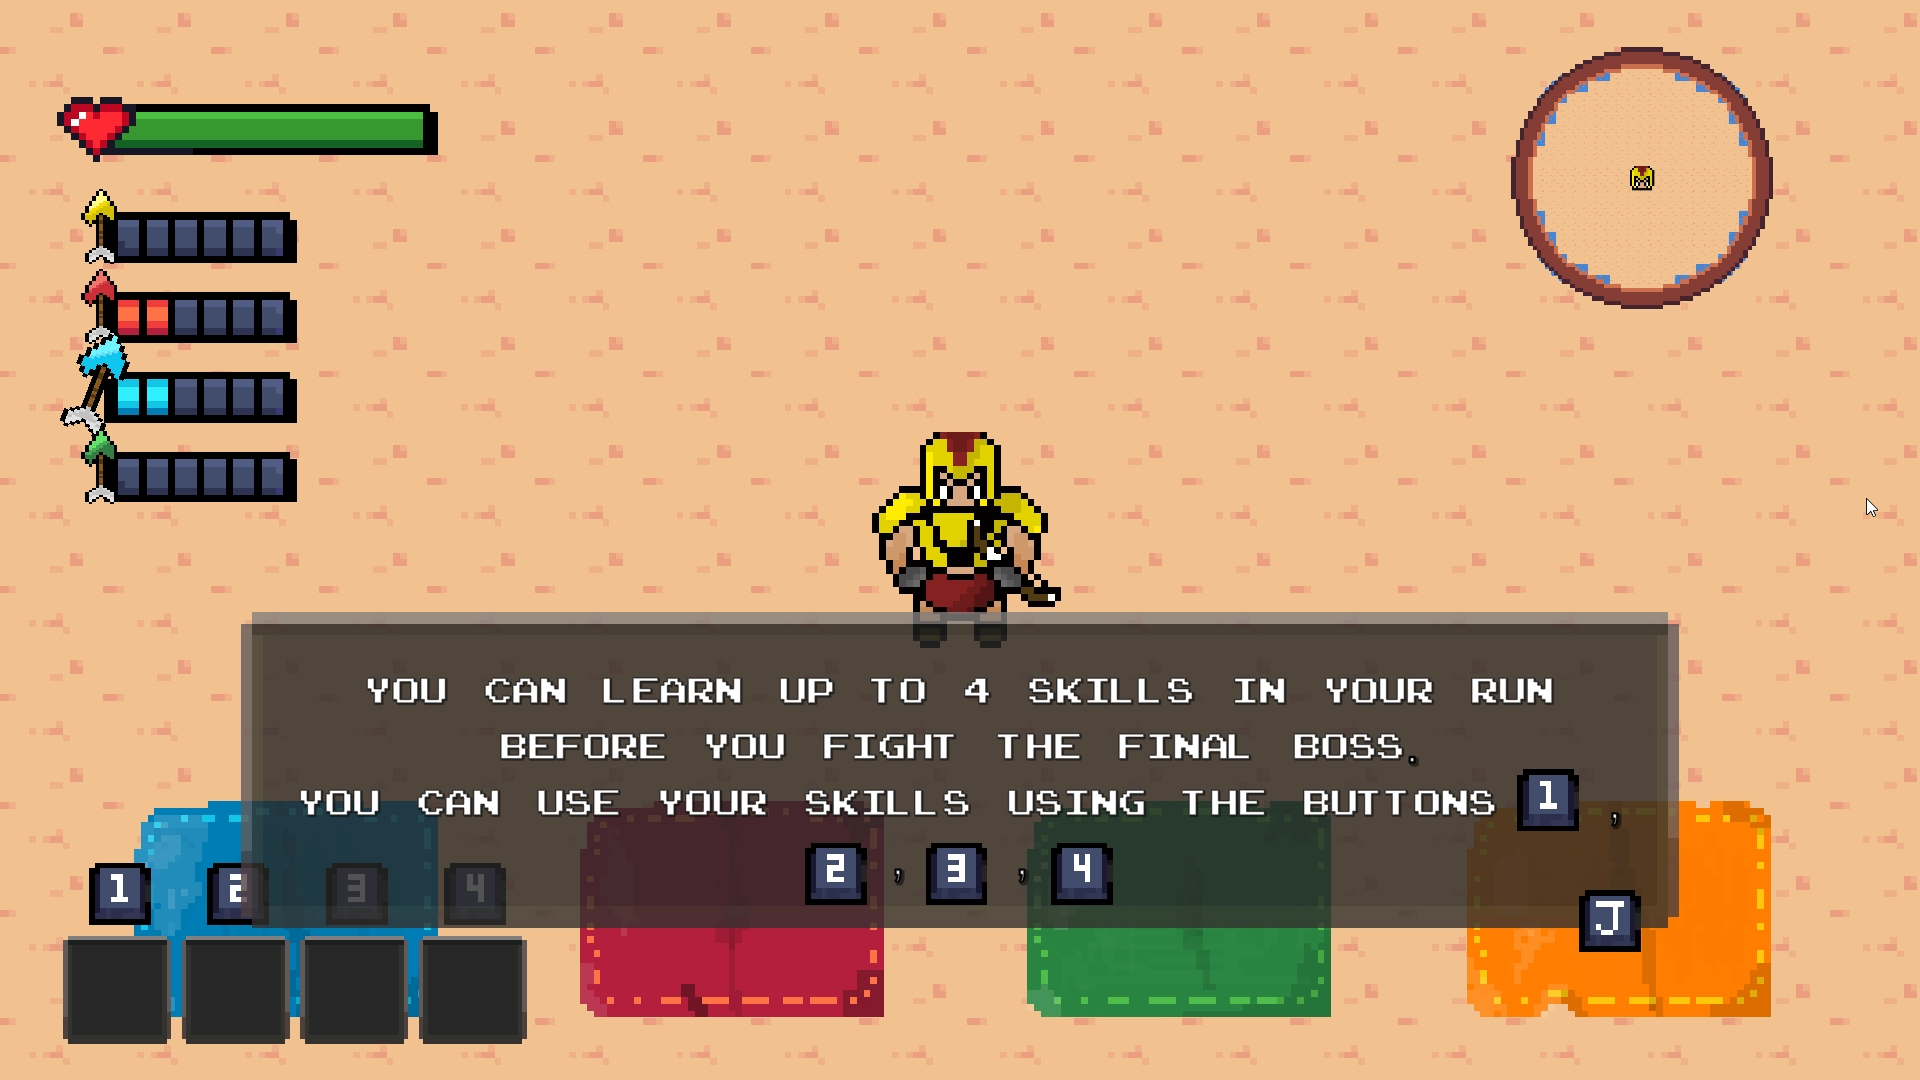 YOU CAN LEARN UP TO 4 SKILLS IN YOUR RUN
BEFORE YOU FIGHT THE FINAL BOSS.
YOU CAN USE YOUR SKILLS USING THE BUTTONS 1 ,
2 , 3 , 4
1 2 3 4
J